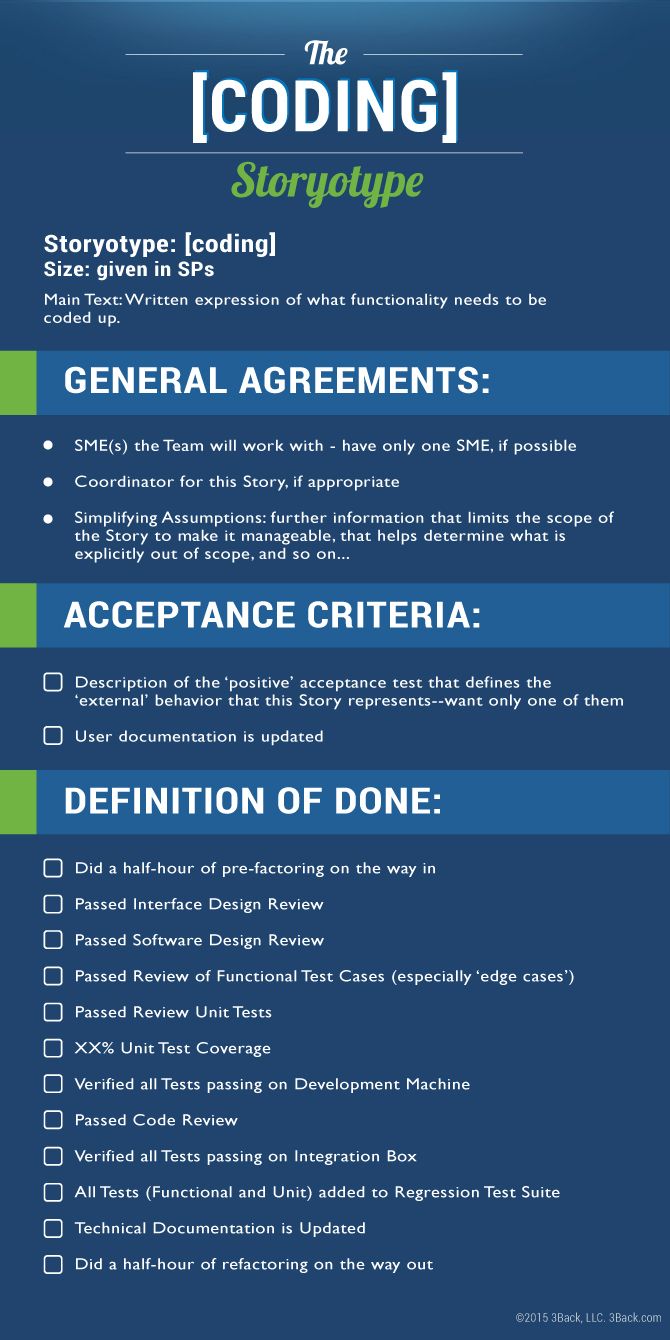 The
[CODING]
Storyotype
Storyotype: [coding]
Size: given in SPs
Main Text: Written expression of what functionality needs to be
coded up.
GENERAL AGREEMENTS:
SME(s) the Team will work with - have only one SME, if possible
Coordinator for this Story, if appropriate
Simplifying Assumptions: further information that limits the scope of
the Story to make it manageable, that helps determine what is
explicitly out of scope, and so on...
ACCEPTANCE CRITERIA:
Description of the ‘positive’ acceptance test that defines the
‘external’ behavior that this Story represents--want only one of them
User documentation is updated
DEFINITION OF DONE:
Did a half-hour of pre-factoring on the way in
Passed Interface Design Review
Passed Software Design Review
Passed Review of Functional Test Cases (especially ‘edge cases’)
Passed Review Unit Tests
XX% Unit Test Coverage
Verified all Tests passing on Development Machine
Passed Code Review
Verified all Tests passing on Integration Box
All Tests (Functional and Unit) added to Regression Test Suite
Technical Documentation is Updated
Did a half-hour of refactoring on the way out
©2015 3Back, LLC. 3Back.com